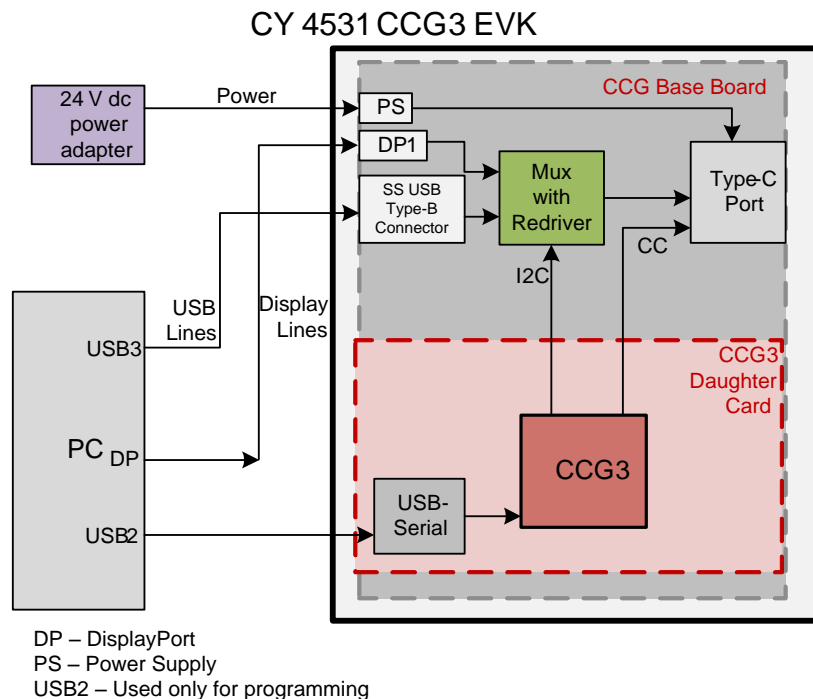 CY 4531 CCG3 EVK
24 V dc
power
adapter
Power
PS
CCG Base Board
DP1
SS USB
Type-B
Connector
Mux
with
Redriver
Type-C
Port
I2C
CC
USB
Lines
Display
Lines
PC
USB3
DP
USB2
CCG3
Daughter
Card
CCG3
USB-
Serial
DP – DisplayPort
PS – Power Supply
USB2 – Used only for programming